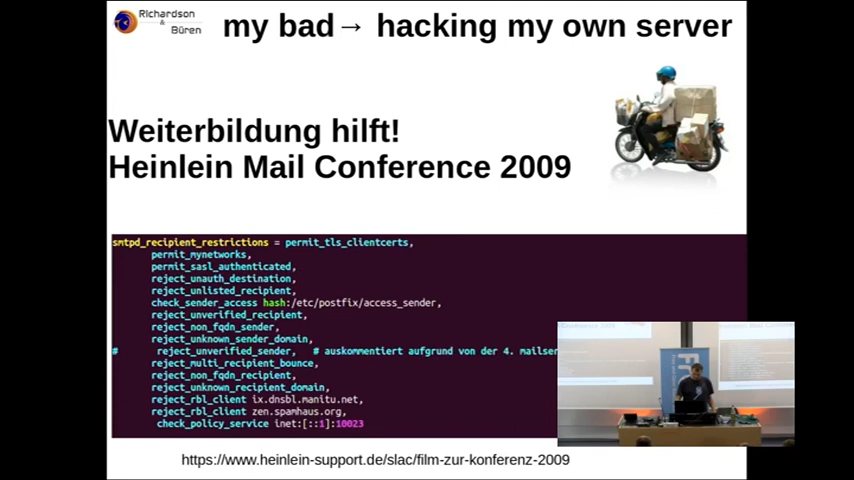 Richardson
&
Büren
my bad→ hacking my own server
Weiterbildung hilft!
Heinlein Mail Conference 2009
smtpd_recipient_restrictions = permit_tls_clientcerts,
permit_mynetworks,
permit_sasl_authenticated,
reject_unauth_destination,
reject_unlisted_recipient,
check_sender_access hash:/etc/postfix/access_sender,
reject_unverified_recipient,
reject_non_fqdn_sender,
reject_unknown_sender_domain,
# reject_unverified_sender, # auskommentiert aufgrund von der 4. mailser
reject_multi_recipient_bounce,
reject_non_fqdn_recipient,
reject_unknown_recipient_domain,
reject_rbl_client ix.dnsbl.manitu.net,
reject_rbl_client zen.spamhaus.org,
check_policy_service inet:[::1]:10023
https://www.heinlein-support.de/slac/film-zur-konferenz-2009